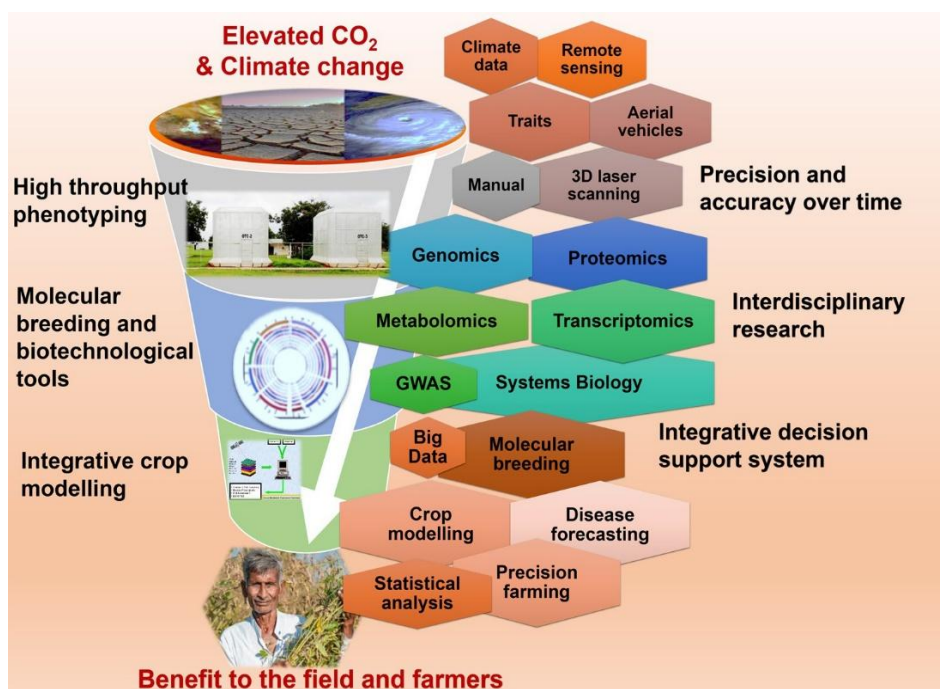 Elevated CO₂
& Climate change
Climate
data
Remote
sensing
Traits
Aerial
vehicles
High throughput
phenotyping
Manual
3D laser
scanning
Precision and
accuracy over time
Genomics
Proteomics
Molecular
breeding and
biotechnological
tools
Metabolomics
Transcriptomics
Interdisciplinary
research
GWAS
Systems Biology
Big
Data
Molecular
breeding
Integrative decision
support system
Integrative crop
modelling
Crop
modelling
Disease
forecasting
Statistical
analysis
Precision
farming
Benefit to the field and farmers